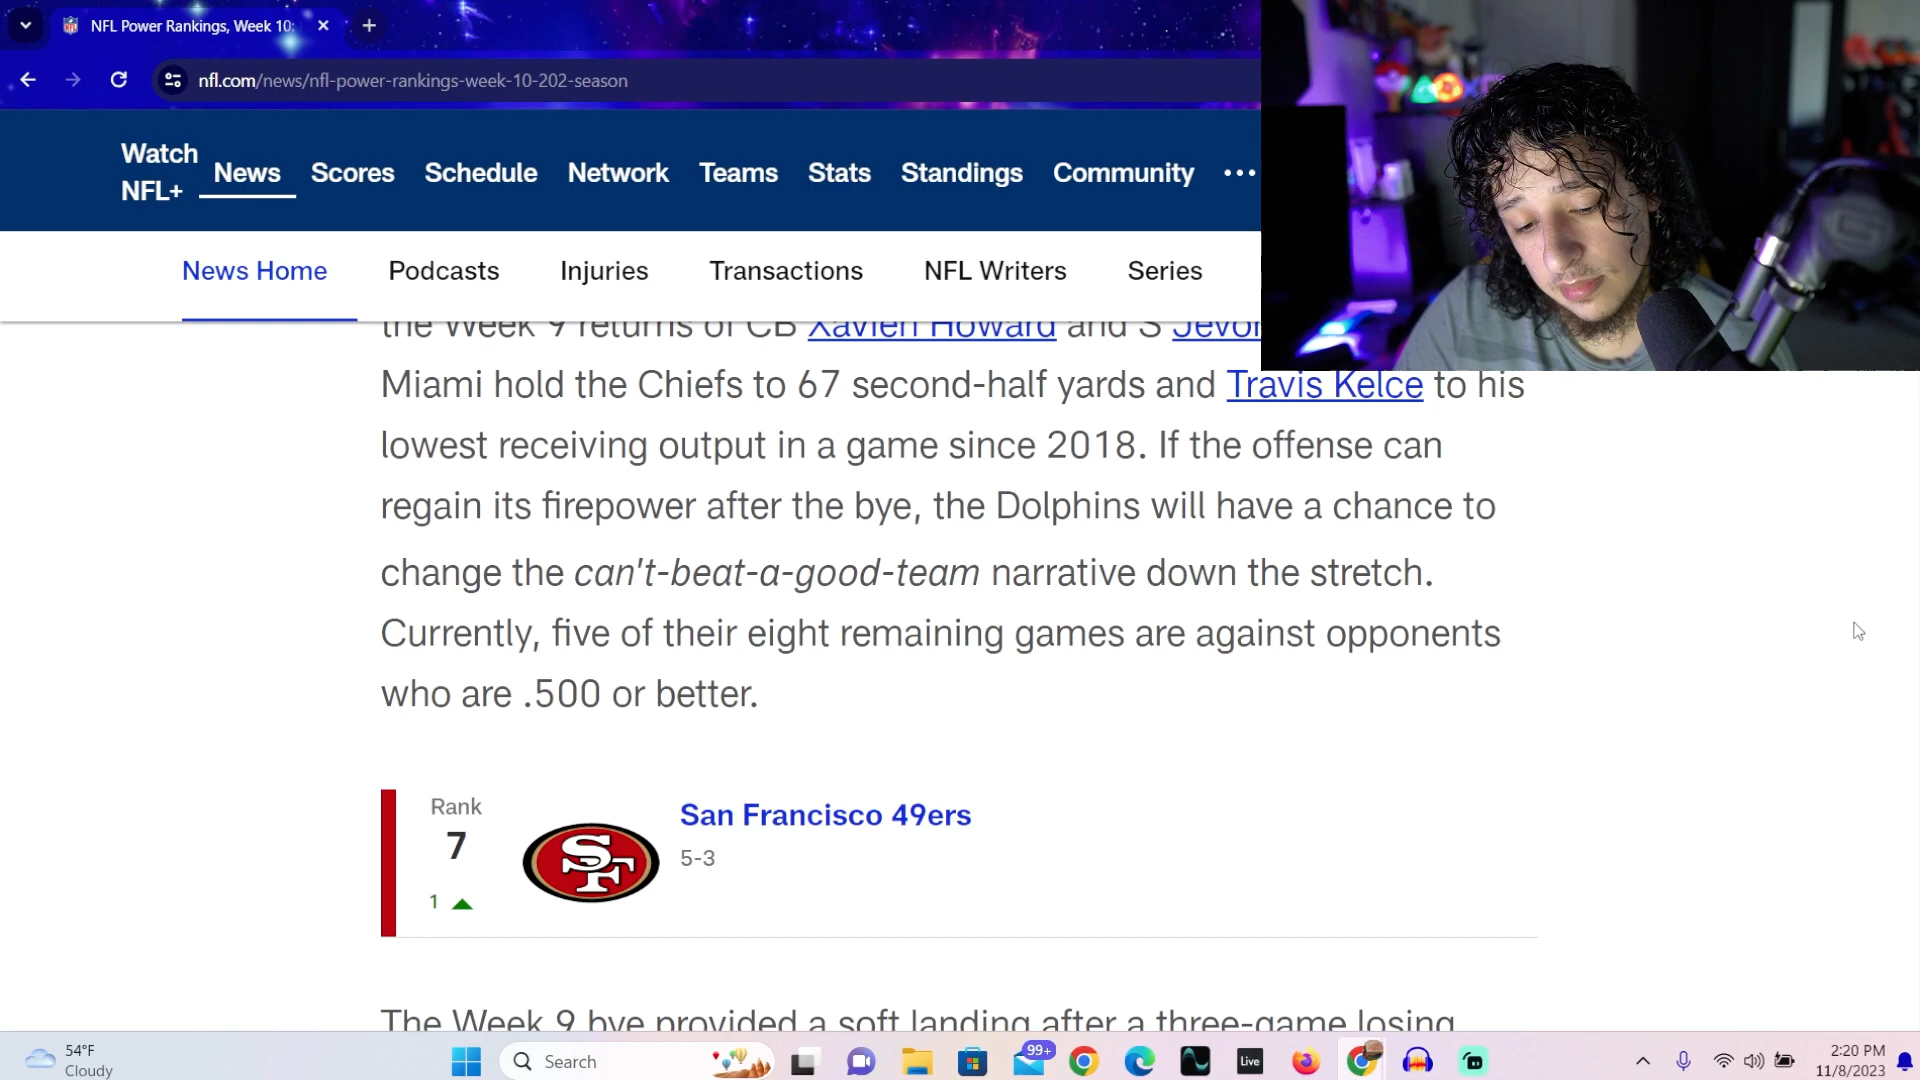 NFL Power Rankings, Week 10:
nfl.com/news/nfl-power-rankings-week-10-202-season
Watch NFL+
News
Scores
Schedule
Network
Teams
Stats
Standings
Community
News Home
Podcasts
Injuries
Transactions
NFL Writers
Series
the Week 9 returns of CB Xavien Howard and S
Miami hold the Chiefs to 67 second-half yards and Travis Kelce to his
lowest receiving output in a game since 2018. If the offense can
regain its firepower after the bye, the Dolphins will have a chance to
change the can't-beat-a-good-team narrative down the stretch.
Currently, five of their eight remaining games are against opponents
who are .500 or better.
Rank
7
1
SF
San Francisco 49ers
5-3
The Week 9 bye provided a soft landing after a three-game losing
54°F
Cloudy
Search
99+
Live
2:20 PM
11/8/2023